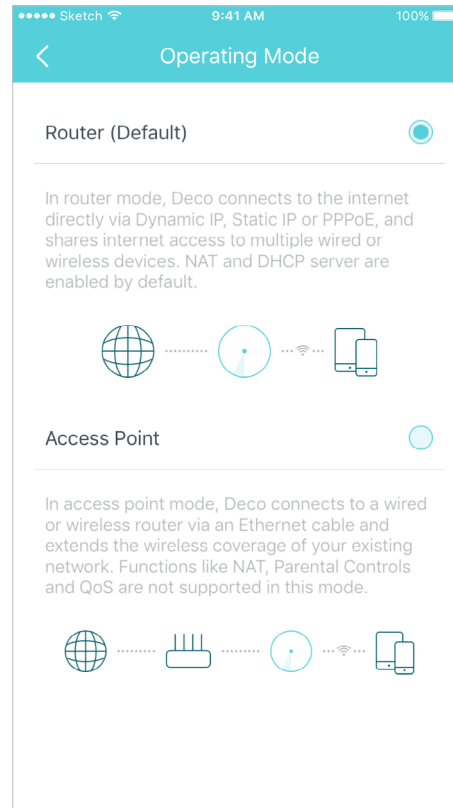 Sketch 9:41 AM 100%
Operating Mode
Router (Default)
In router mode, Deco connects to the internet
directly via Dynamic IP, Static IP or PPPoE, and
shares internet access to multiple wired or
wireless devices. NAT and DHCP server are
enabled by default.
Access Point
In access point mode, Deco connects to a wired
or wireless router via an Ethernet cable and
extends the wireless coverage of your existing
network. Functions like NAT, Parental Controls
and QoS are not supported in this mode.